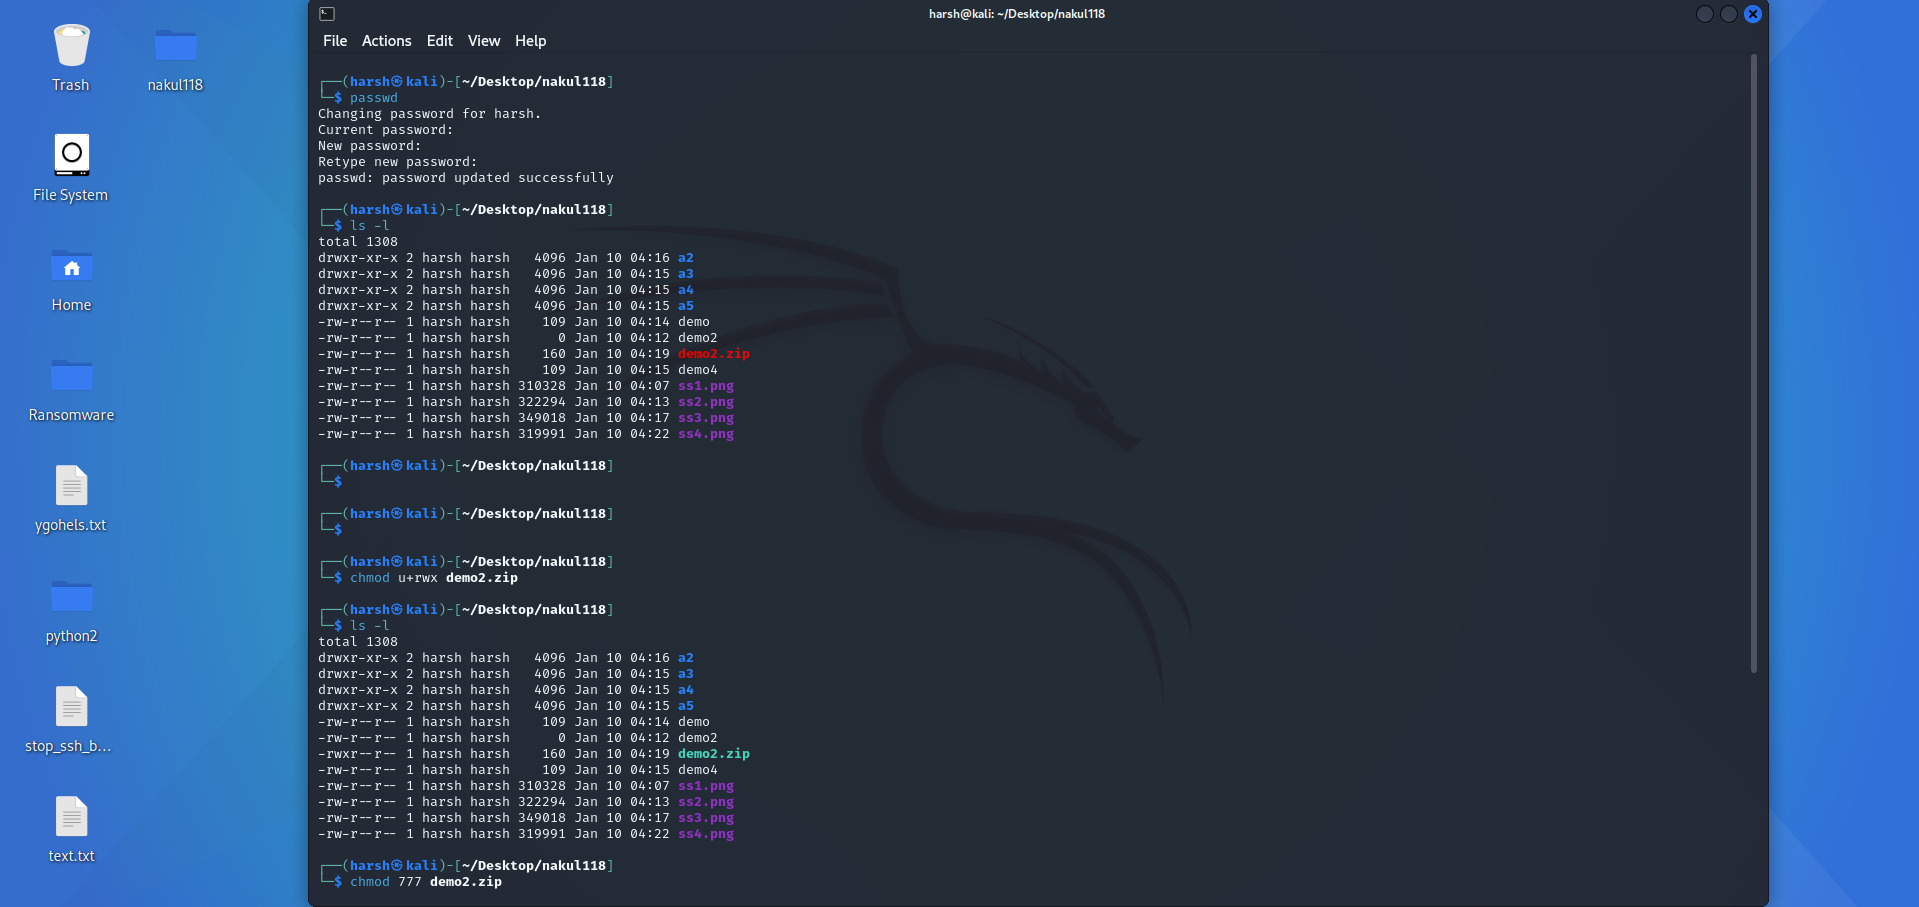 harsh@kali: ~/Desktop/nakul118
File Actions Edit View Help
Trash
nakul118
File System
Home
Ransomware
ygohels.txt
python2
stop_ssh_b...
text.txt
┌──(harsh㉿kali)-[~/Desktop/nakul118]
└─$ passwd
Changing password for harsh.
Current password:
New password:
Retype new password:
passwd: password updated successfully
┌──(harsh㉿kali)-[~/Desktop/nakul118]
└─$ ls -l
total 1308
drwxr-xr-x 2 harsh harsh   4096 Jan 10 04:16 a2
drwxr-xr-x 2 harsh harsh   4096 Jan 10 04:15 a3
drwxr-xr-x 2 harsh harsh   4096 Jan 10 04:15 a4
drwxr-xr-x 2 harsh harsh   4096 Jan 10 04:15 a5
-rw-r--r-- 1 harsh harsh    109 Jan 10 04:14 demo
-rw-r--r-- 1 harsh harsh      0 Jan 10 04:12 demo2
-rw-r--r-- 1 harsh harsh    160 Jan 10 04:19 demo2.zip
-rw-r--r-- 1 harsh harsh    109 Jan 10 04:15 demo4
-rw-r--r-- 1 harsh harsh 310328 Jan 10 04:07 ss1.png
-rw-r--r-- 1 harsh harsh 322294 Jan 10 04:13 ss2.png
-rw-r--r-- 1 harsh harsh 349018 Jan 10 04:17 ss3.png
-rw-r--r-- 1 harsh harsh 319991 Jan 10 04:22 ss4.png
┌──(harsh㉿kali)-[~/Desktop/nakul118]
└─$
┌──(harsh㉿kali)-[~/Desktop/nakul118]
└─$
┌──(harsh㉿kali)-[~/Desktop/nakul118]
└─$ chmod u+rwx demo2.zip
┌──(harsh㉿kali)-[~/Desktop/nakul118]
└─$ ls -l
total 1308
drwxr-xr-x 2 harsh harsh   4096 Jan 10 04:16 a2
drwxr-xr-x 2 harsh harsh   4096 Jan 10 04:15 a3
drwxr-xr-x 2 harsh harsh   4096 Jan 10 04:15 a4
drwxr-xr-x 2 harsh harsh   4096 Jan 10 04:15 a5
-rw-r--r-- 1 harsh harsh    109 Jan 10 04:14 demo
-rw-r--r-- 1 harsh harsh      0 Jan 10 04:12 demo2
-rwxr--r-- 1 harsh harsh    160 Jan 10 04:19 demo2.zip
-rw-r--r-- 1 harsh harsh    109 Jan 10 04:15 demo4
-rw-r--r-- 1 harsh harsh 310328 Jan 10 04:07 ss1.png
-rw-r--r-- 1 harsh harsh 322294 Jan 10 04:13 ss2.png
-rw-r--r-- 1 harsh harsh 349018 Jan 10 04:17 ss3.png
-rw-r--r-- 1 harsh harsh 319991 Jan 10 04:22 ss4.png
┌──(harsh㉿kali)-[~/Desktop/nakul118]
└─$ chmod 777 demo2.zip